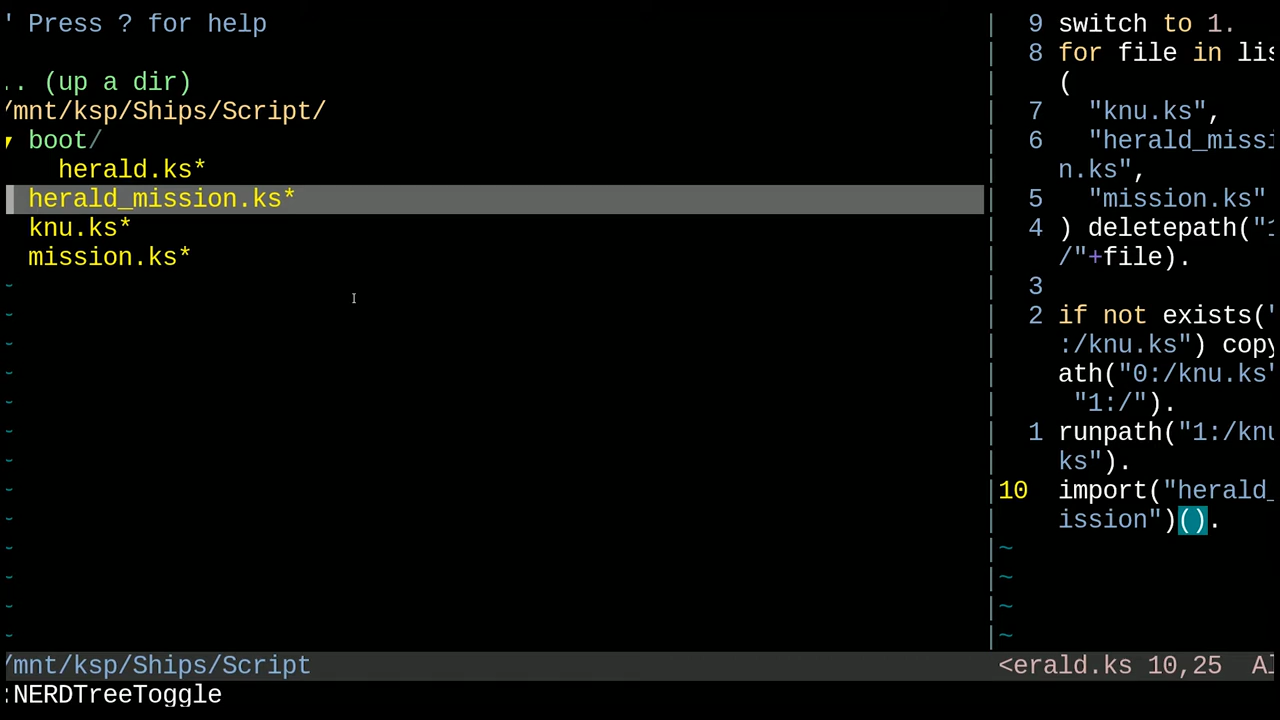 " Press ? for help
.. (up a dir)
/mnt/ksp/Ships/Script/
▾ boot/
herald.ks*
herald_mission.ks*
knu.ks*
mission.ks*
~
~
~
~
~
~
~
~
~
~
~
~
~
/mnt/ksp/Ships/Script
:NERDTreeToggle
9 switch to 1.
8 for file in lis
(
7 "knu.ks",
6 "herald_missi
n.ks",
5 "mission.ks"
4 ) deletepath("1
/"+file).
3
2 if not exists("
:/knu.ks") copy
ath("0:/knu.ks"
"1:/").
1 runpath("1:/knu
ks").
10 import("herald_
ission")().
~
~
~
~
<erald.ks 10,25 Al